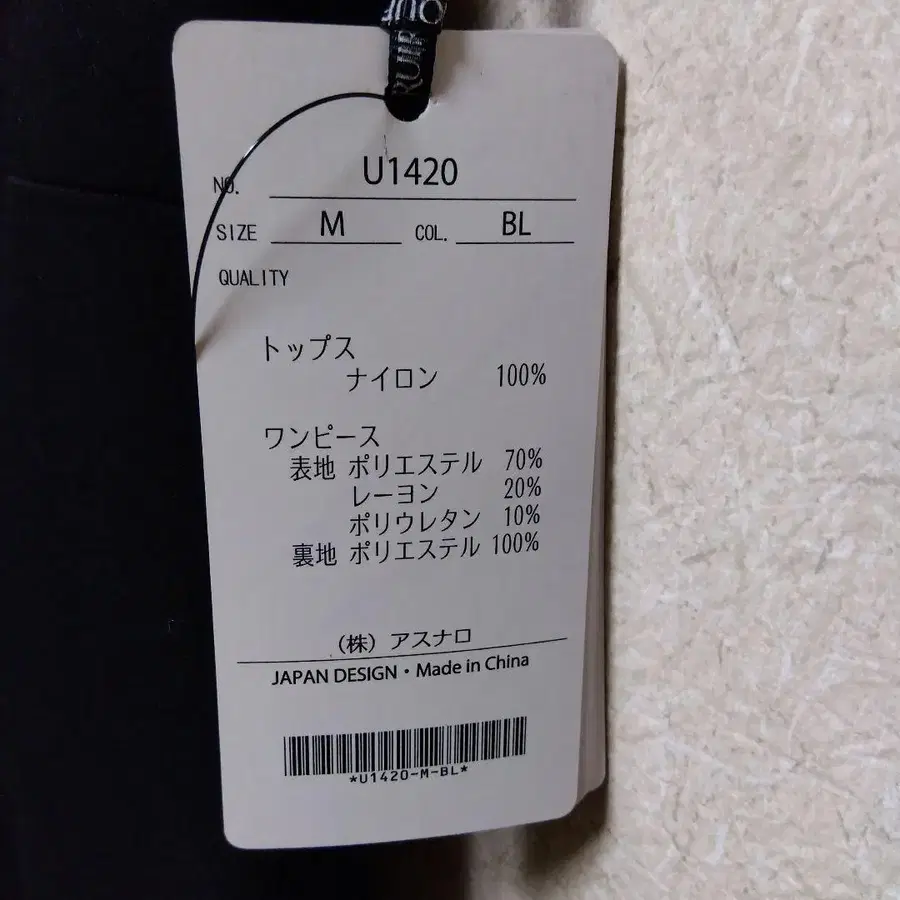 NO. U1420
SIZE M COL. BL
QUALITY
トップス
ナイロン 100%
ワンピース
表地 ポリエステル 70%
レーヨン 20%
ポリウレタン 10%
裏地 ポリエステル 100%
(株) アスナロ
JAPAN DESIGN・Made in China
*U1420-M-BL*